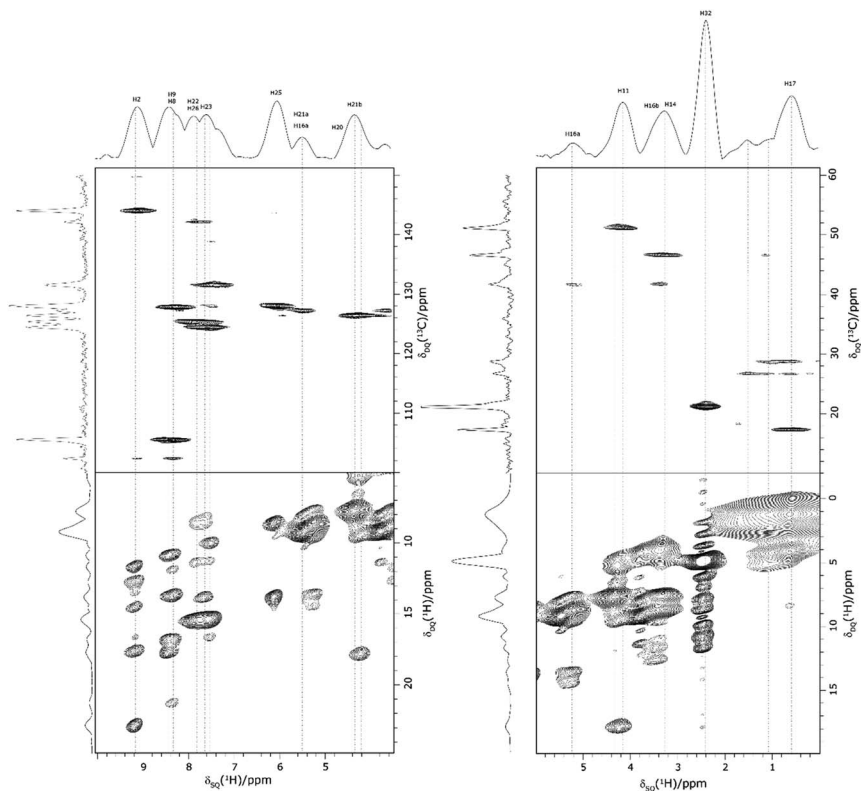 H2
H9
H8
H22
H26
H23
H25
H21a
H16a
H20
H21b
140
130
120
110
δDQ(¹³C)/ppm
10
15
20
δDQ(¹H)/ppm
9 8 7 6 5
δSQ(¹H)/ppm
H32
H16a
H11
H16b
H14
H17
60
50
40
30
20
δDQ(¹³C)/ppm
0
5
10
15
δDQ(¹H)/ppm
5 4 3 2 1
δSQ(¹H)/ppm